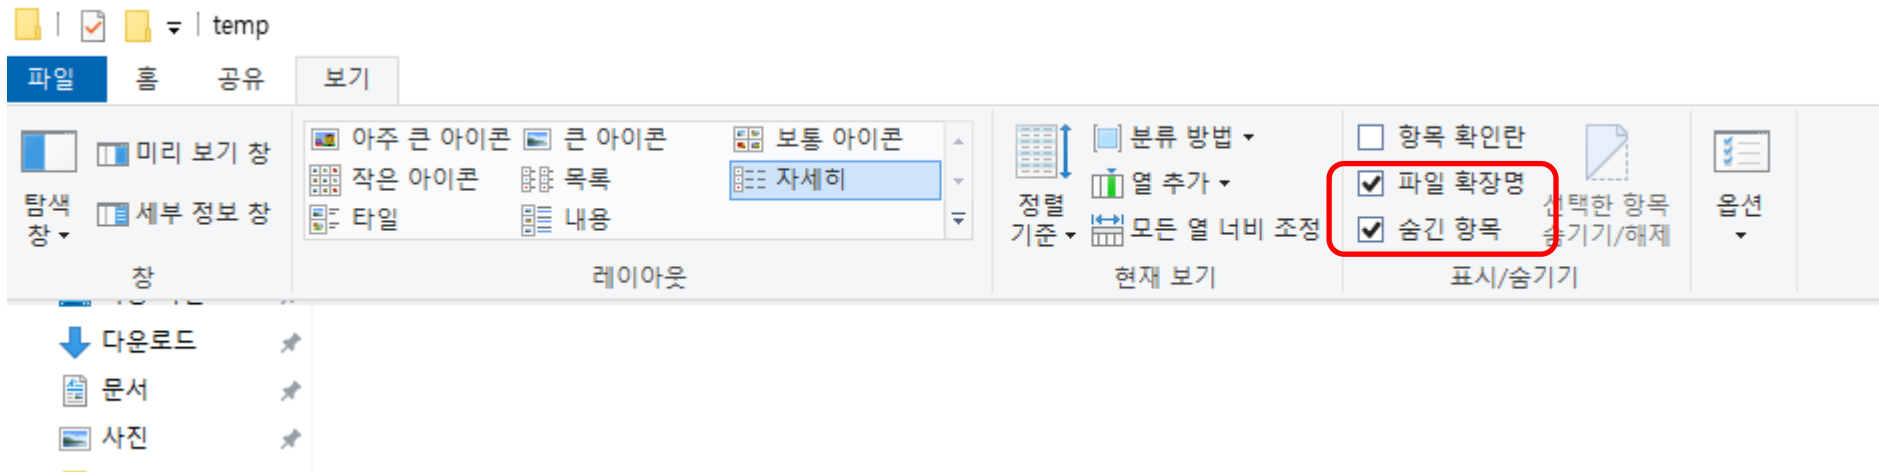 temp
파일 홈 공유 보기
탐색 창
미리 보기 창
세부 정보 창
창
아주 큰 아이콘 큰 아이콘 보통 아이콘
작은 아이콘 목록 자세히
타일 내용
레이아웃
정렬 기준
분류 방법
열 추가
모든 열 너비 조정
현재 보기
항목 확인란
파일 확장명
숨긴 항목
선택한 항목
숨기기/해제
표시/숨기기
옵션
다운로드
문서
사진